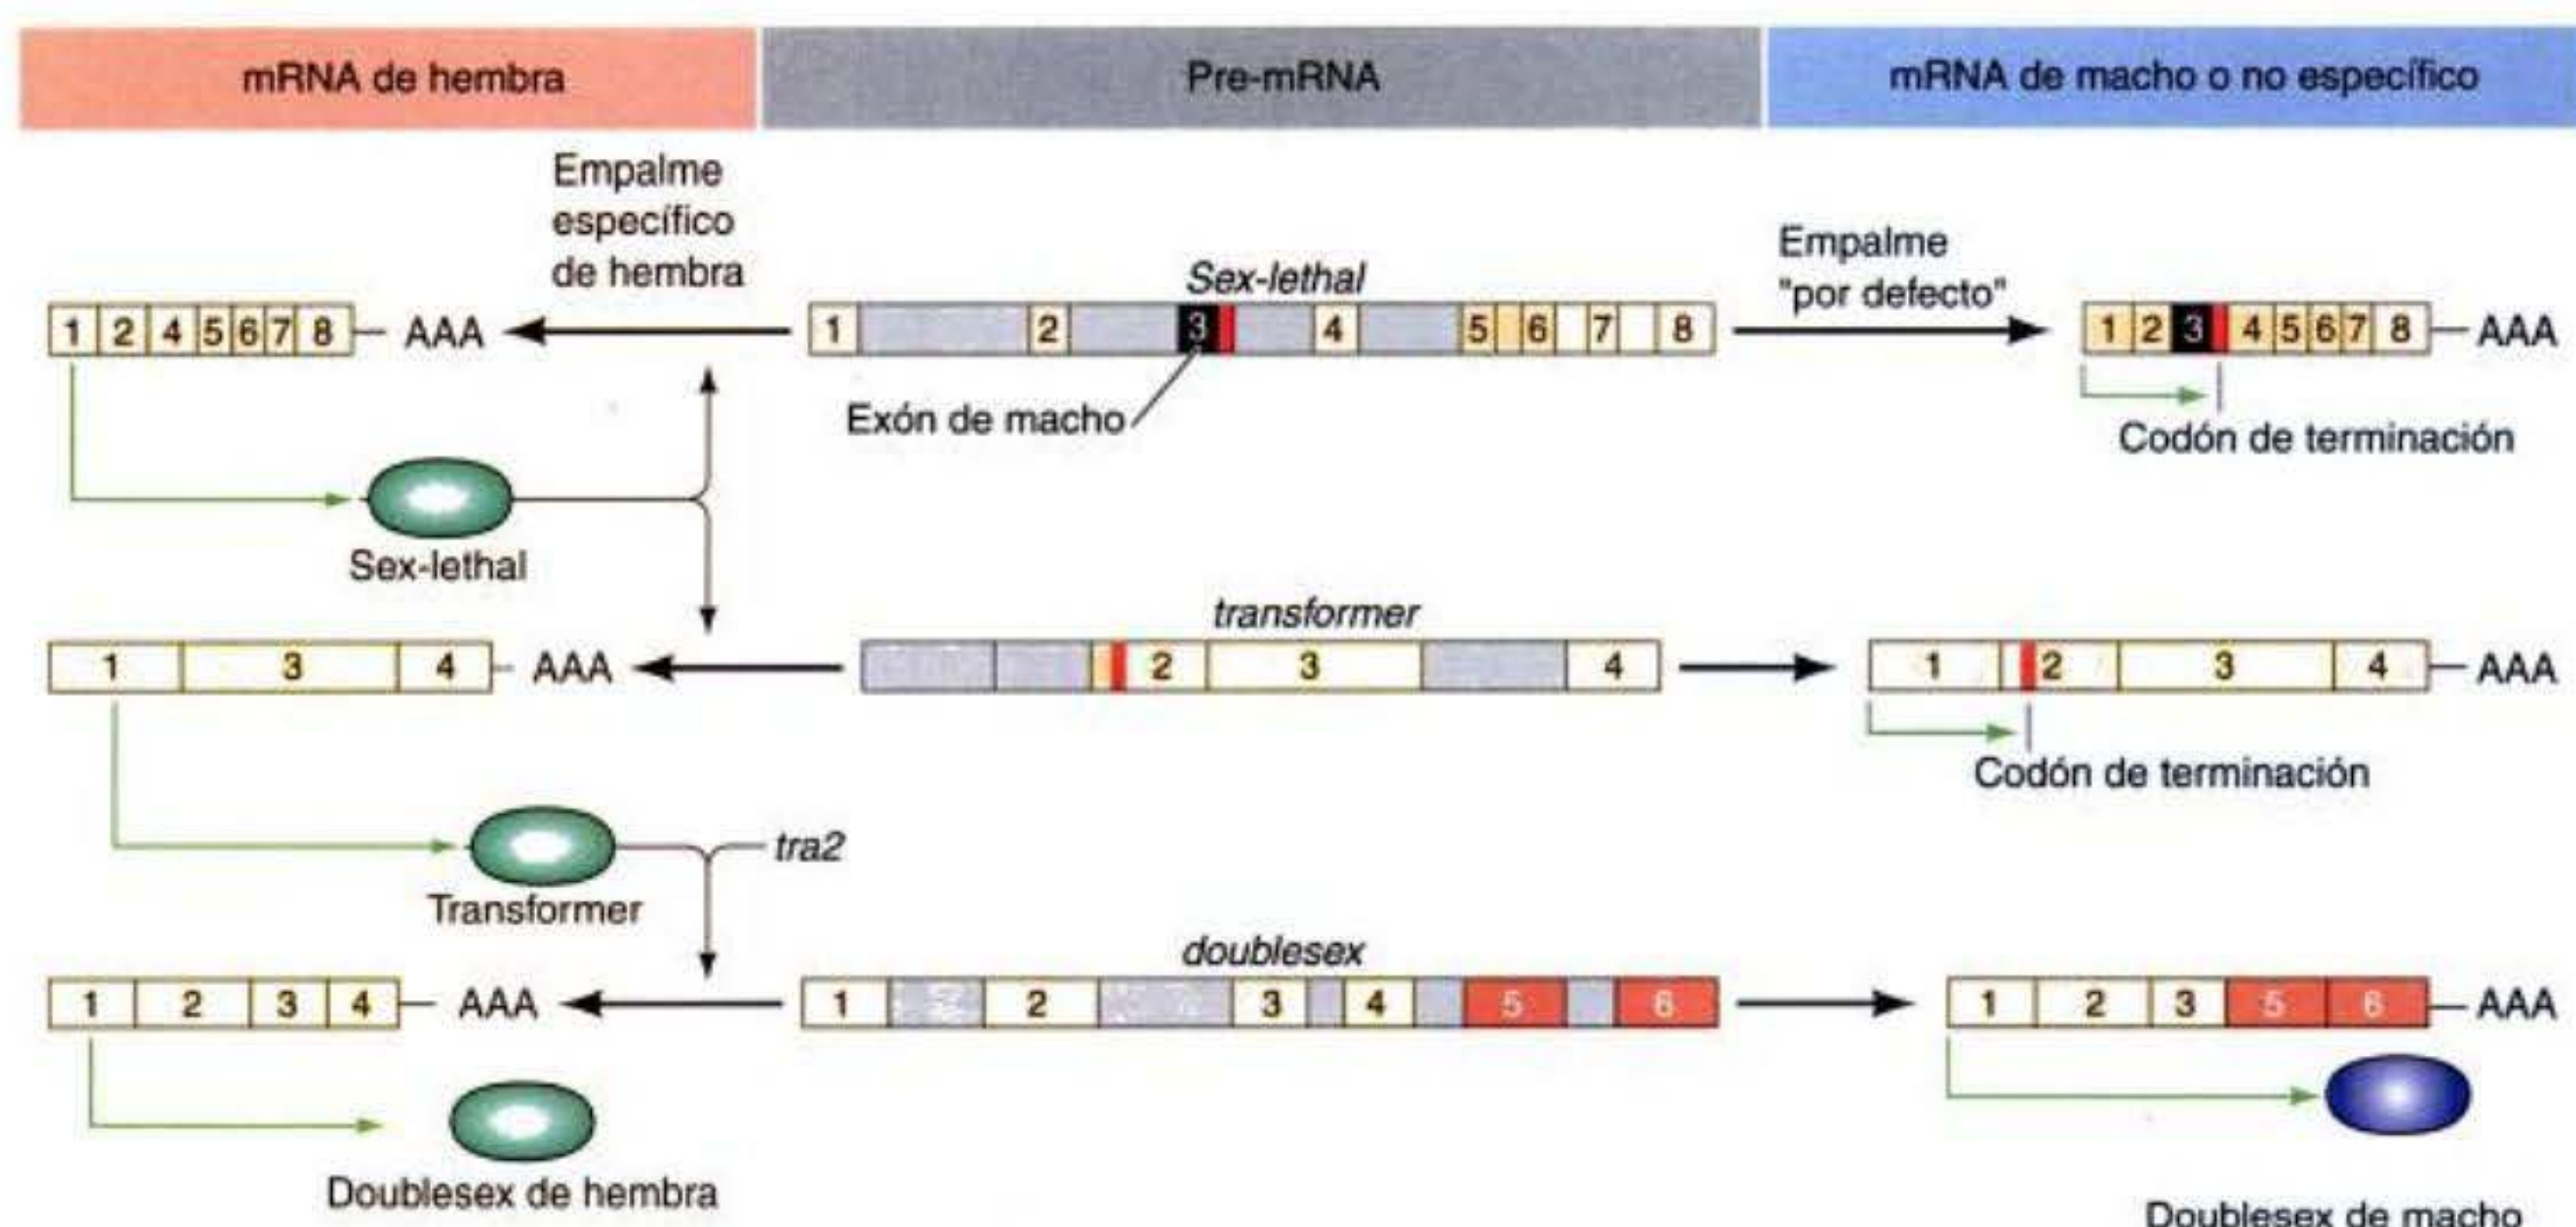 mRNA de hembra
Pre-mRNA
mRNA de macho o no específico
Empalme
específico
de hembra
Sex-lethal
Empalme
"por defecto"
1 2 4 5 6 7 8 AAA
1 2 3 4 5 6 7 8
1 2 3 4 5 6 7 8 AAA
Exón de macho
Codón de terminación
Sex-lethal
transformer
1 3 4 AAA
2 3 4
1 2 3 4 AAA
Codón de terminación
tra2
Transformer
doublesex
1 2 3 4 AAA
1 2 3 4 5 6
1 2 3 5 6 AAA
Doublesex de hembra
Doublesex de macho